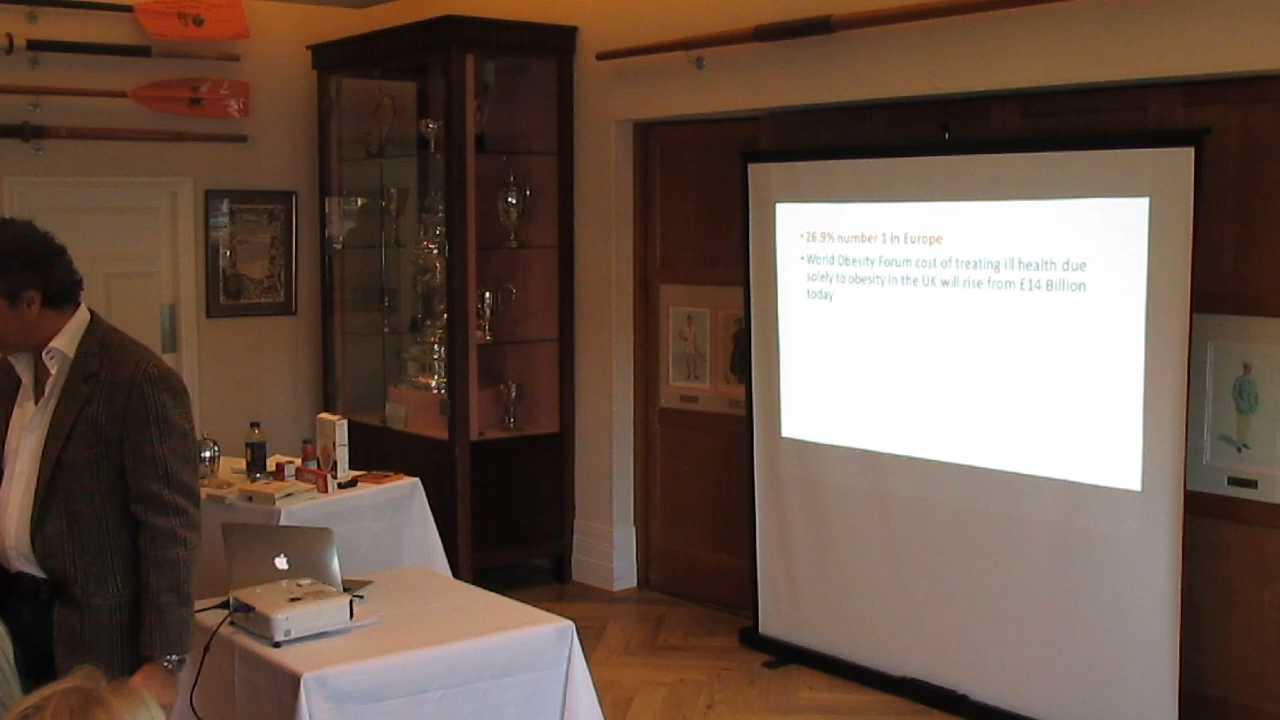 • 26.9% number 1 in Europe
• World Obesity Forum cost of treating ill health due
solely to obesity in the UK will rise from £14 Billion
today